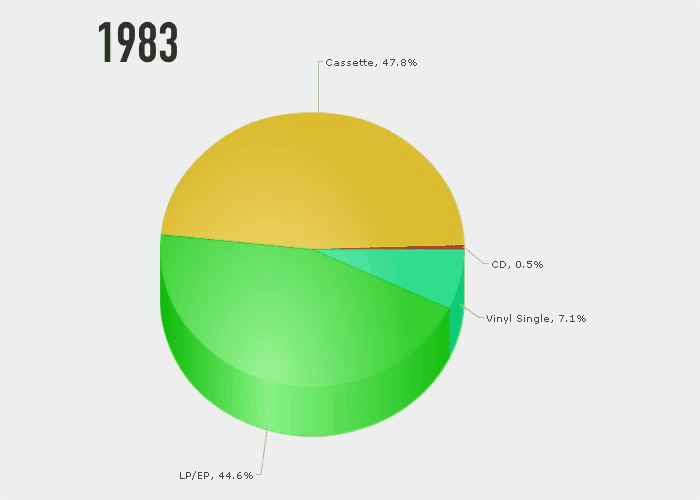 1983
Cassette, 47.8%
CD, 0.5%
Vinyl Single, 7.1%
LP/EP, 44.6%